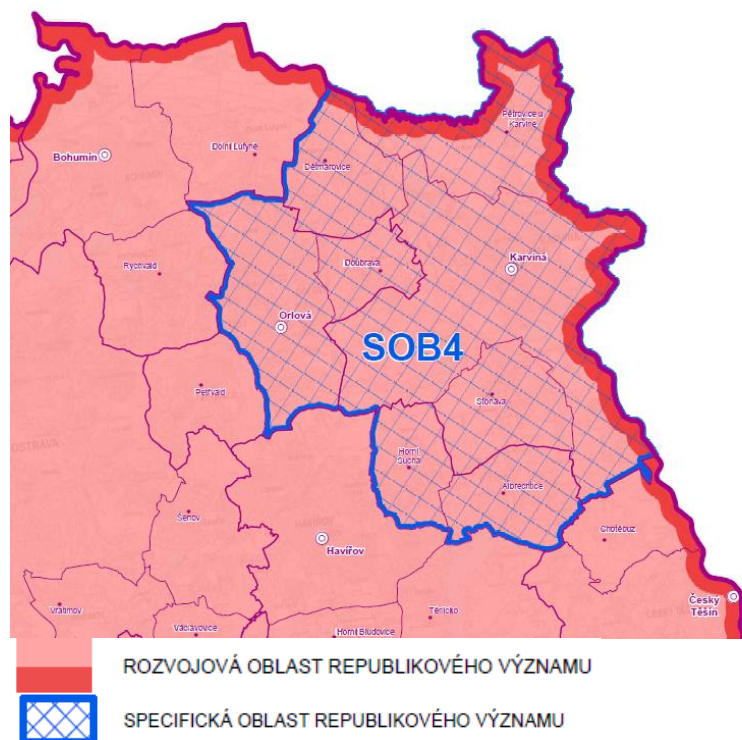 Petrovice u
Karviné
Dolní Lutyně
Bohumín
Dětmarovice
Karviná
Doubrava
Rychvald
Orlová
SOB4
Petřvald
Stonava
OSTRAVA
Horní
Suchá
Albrechtice
Šenov
Chotěbuz
Havířov
Český
Těšín
Vratimov
Těrlicko
Václavovice
Horní Bludovice
ROZVOJOVÁ OBLAST REPUBLIKOVÉHO VÝZNAMU
SPECIFICKÁ OBLAST REPUBLIKOVÉHO VÝZNAMU